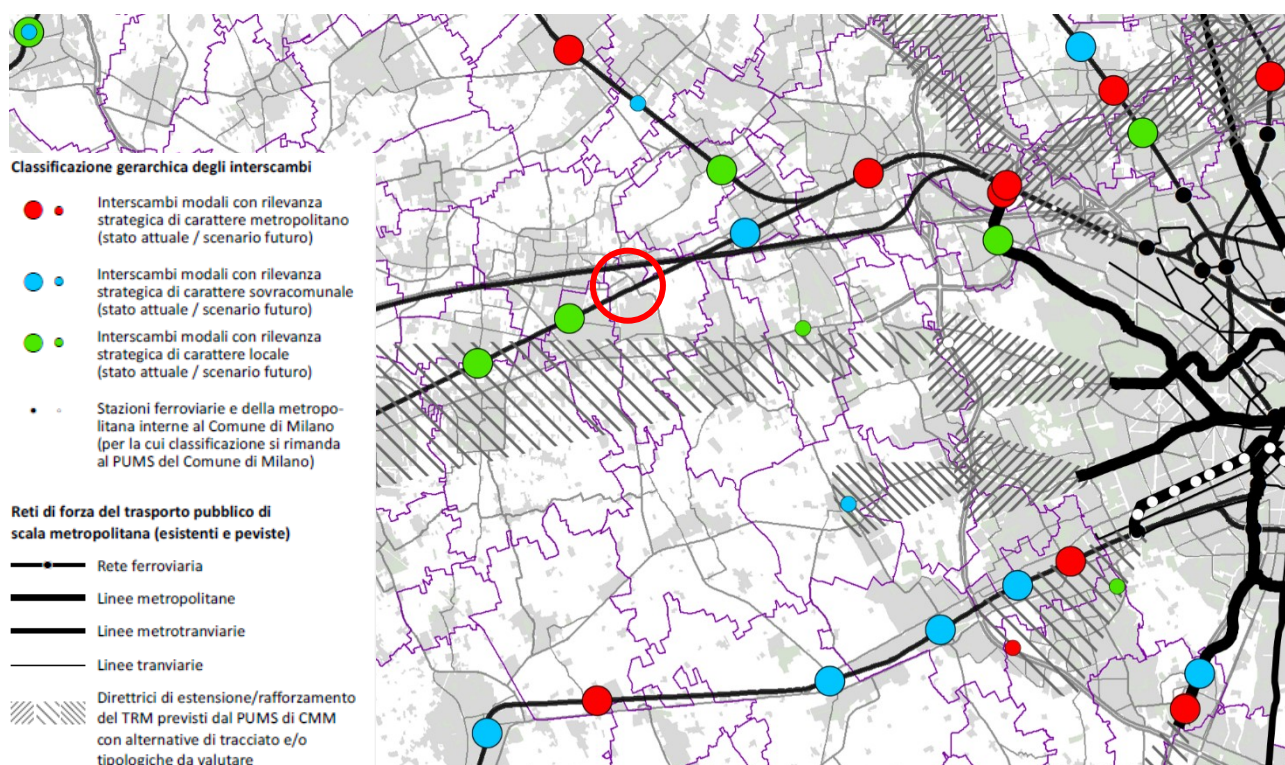 Classificazione gerarchica degli interscambi
Interscambi modali con rilevanza
strategica di carattere metropolitano
(stato attuale / scenario futuro)
Interscambi modali con rilevanza
strategica di carattere sovracomunale
(stato attuale / scenario futuro)
Interscambi modali con rilevanza
strategica di carattere locale
(stato attuale / scenario futuro)
Stazioni ferroviarie e della metropo-
litana interne al Comune di Milano
(per la cui classificazione si rimanda
al PUMS del Comune di Milano)
Reti di forza del trasporto pubblico di
scala metropolitana (esistenti e peviste)
Rete ferroviaria
Linee metropolitane
Linee metrotranviarie
Linee tranviarie
Direttrici di estensione/rafforzamento
del TRM previsti dal PUMS di CMM
con alternative di tracciato e/o
tipologiche da valutare